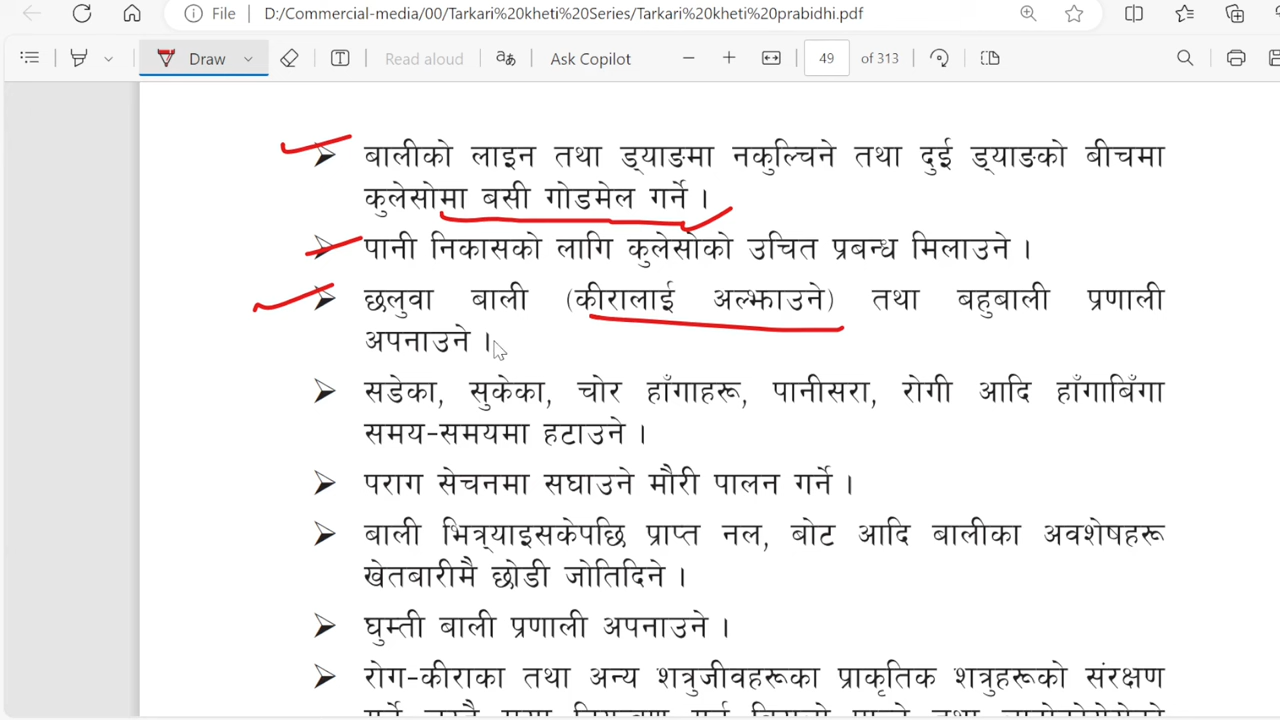 File D:/Commercial-media/00/Tarkari%20kheti%20Series/Tarkari%20kheti%20prabidhi.pdf
Draw Read aloud aあ Ask Copilot 49 of 313
बालीको लाइन तथा ड्याङमा नकुल्चिने तथा दुई ड्याङको बीचमा
कुलेसोमा बसी गोडमेल गर्ने ।
पानी निकासको लागि कुलेसोको उचित प्रबन्ध मिलाउने ।
छलुवा बाली (कीरालाई अल्झाउने) तथा बहुबाली प्रणाली
अपनाउने ।
सडेका, सुकेका, चोर हाँगाहरू, पानीसरा, रोगी आदि हाँगाबिँगा
समय-समयमा हटाउने ।
पराग सेचनमा सघाउने मौरी पालन गर्ने ।
बाली भित्र्याइसकेपछि प्राप्त नल, बोट आदि बालीका अवशेषहरू
खेतबारीमै छोडी जोतिदिने ।
घुम्ती बाली प्रणाली अपनाउने ।
रोग-कीराका तथा अन्य शत्रुजीवहरूका प्राकृतिक शत्रुहरूको संरक्षण